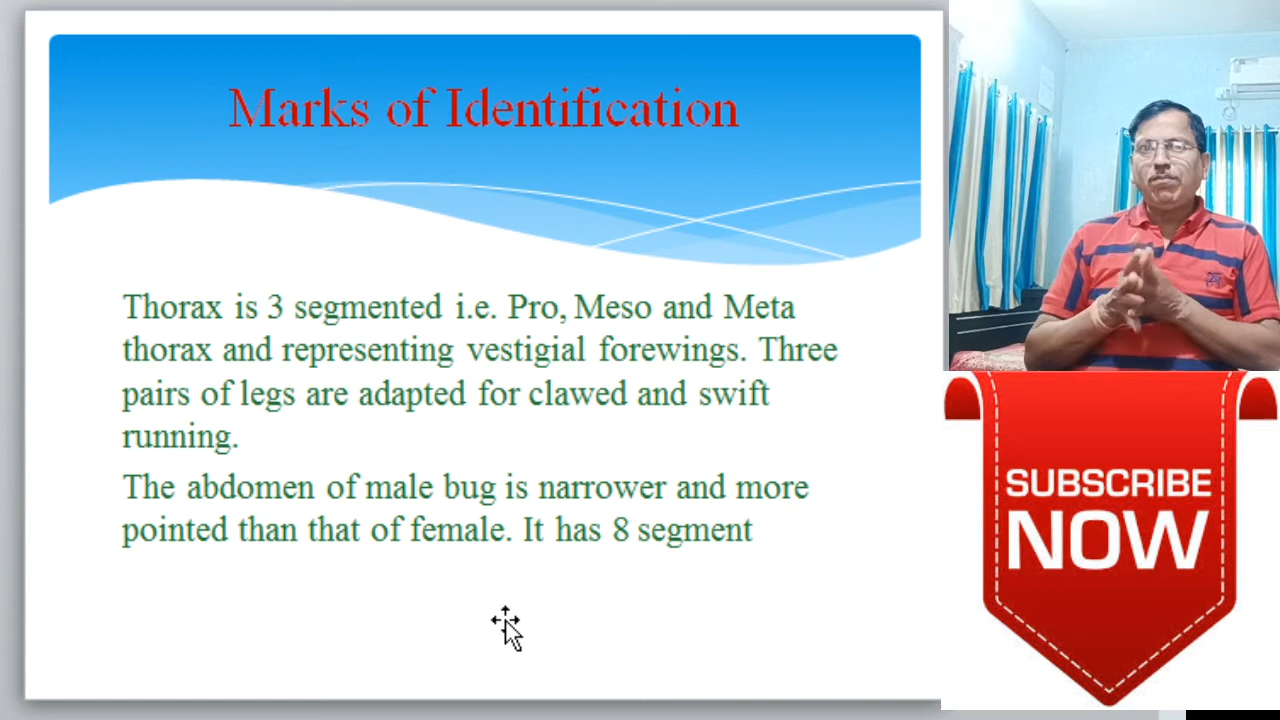 Marks of Identification
Thorax is 3 segmented i.e. Pro, Meso and Meta
thorax and representing vestigial forewings. Three
pairs of legs are adapted for clawed and swift
running.
The abdomen of male bug is narrower and more
pointed than that of female. It has 8 segment
SUBSCRIBE
NOW